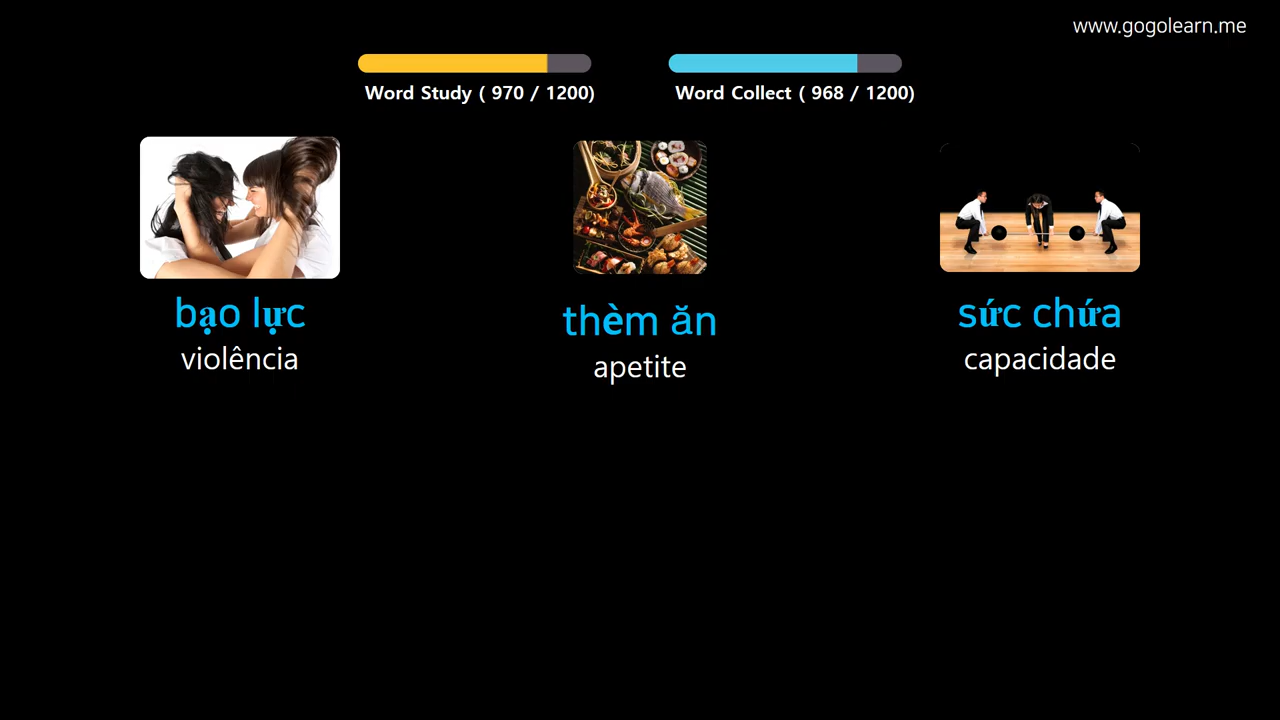 www.gogolearn.me
Word Study ( 970 / 1200)
Word Collect ( 968 / 1200)
bạo lực
violência
thèm ăn
apetite
sức chứa
capacidade